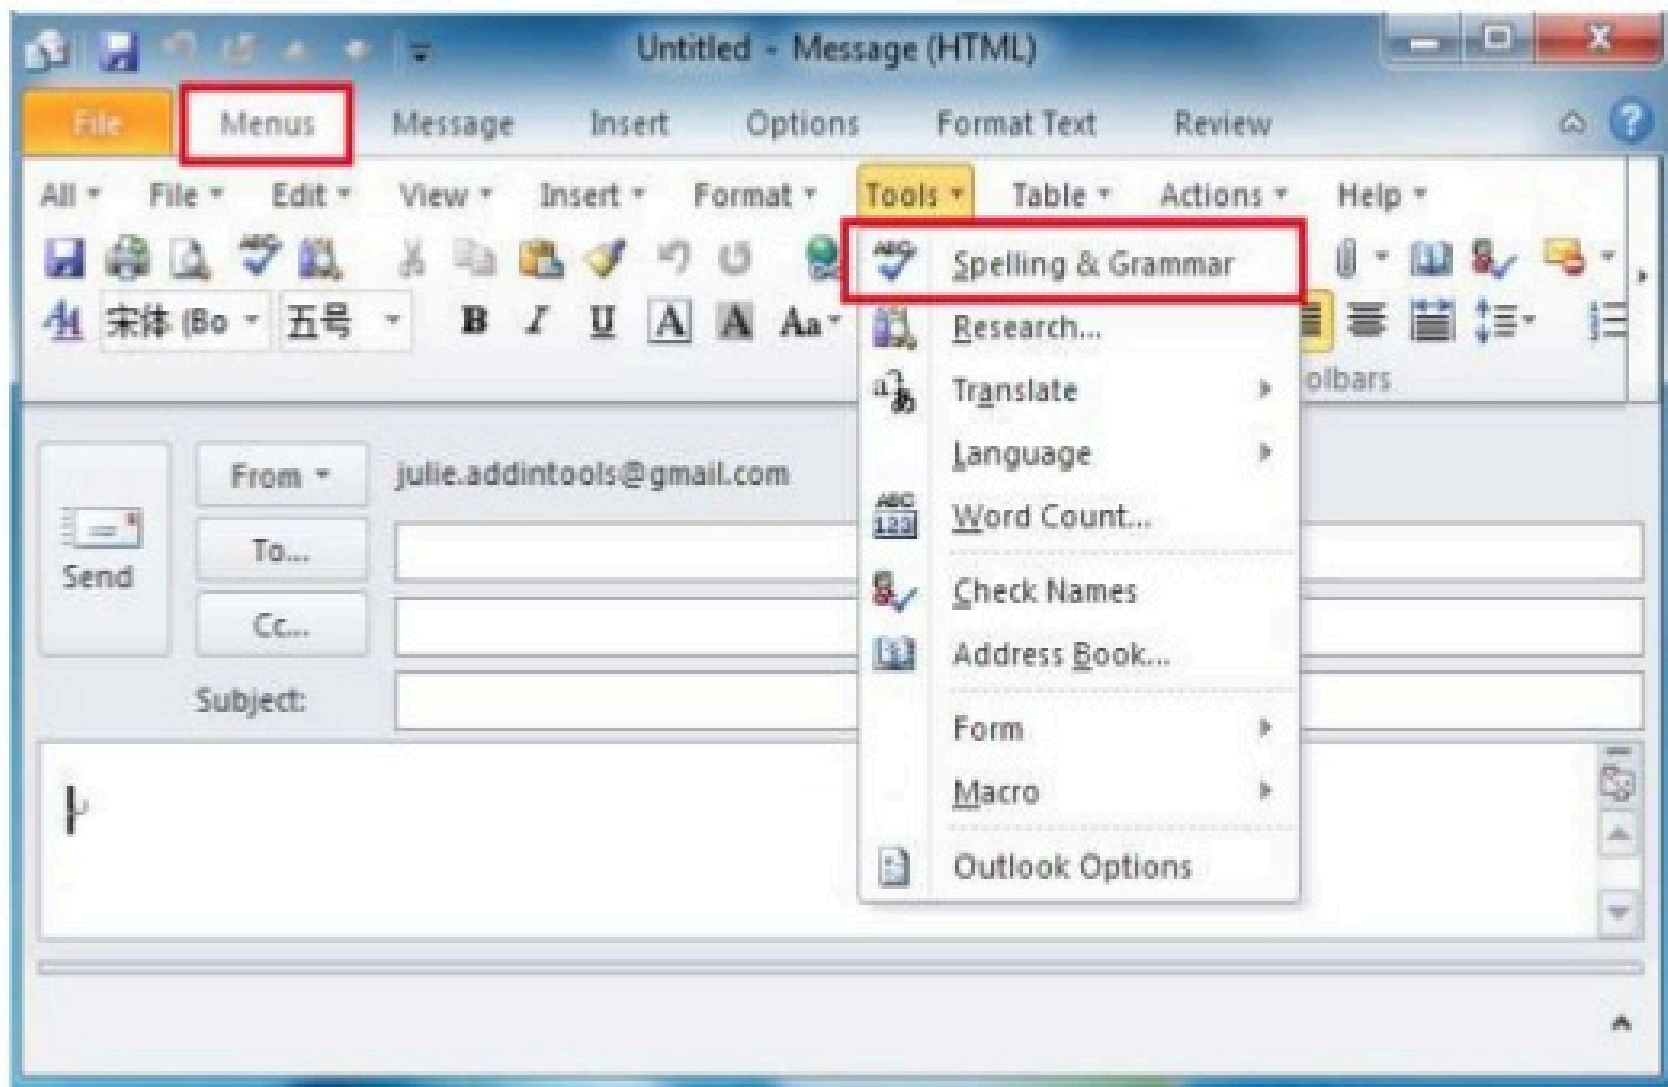 Untitled - Message (HTML)
File Menus Message Insert Options Format Text Review
All File Edit View Insert Format Tools Table Actions Help
Spelling & Grammar
宋体 (Bo 五号 B I U A A Aa
Research...
olbars
Translate
Language
From julie.addintools@gmail.com
ABC 123 Word Count...
To...
Send
Check Names
Cc...
Address Book...
Subject:
Form
Macro
Outlook Options